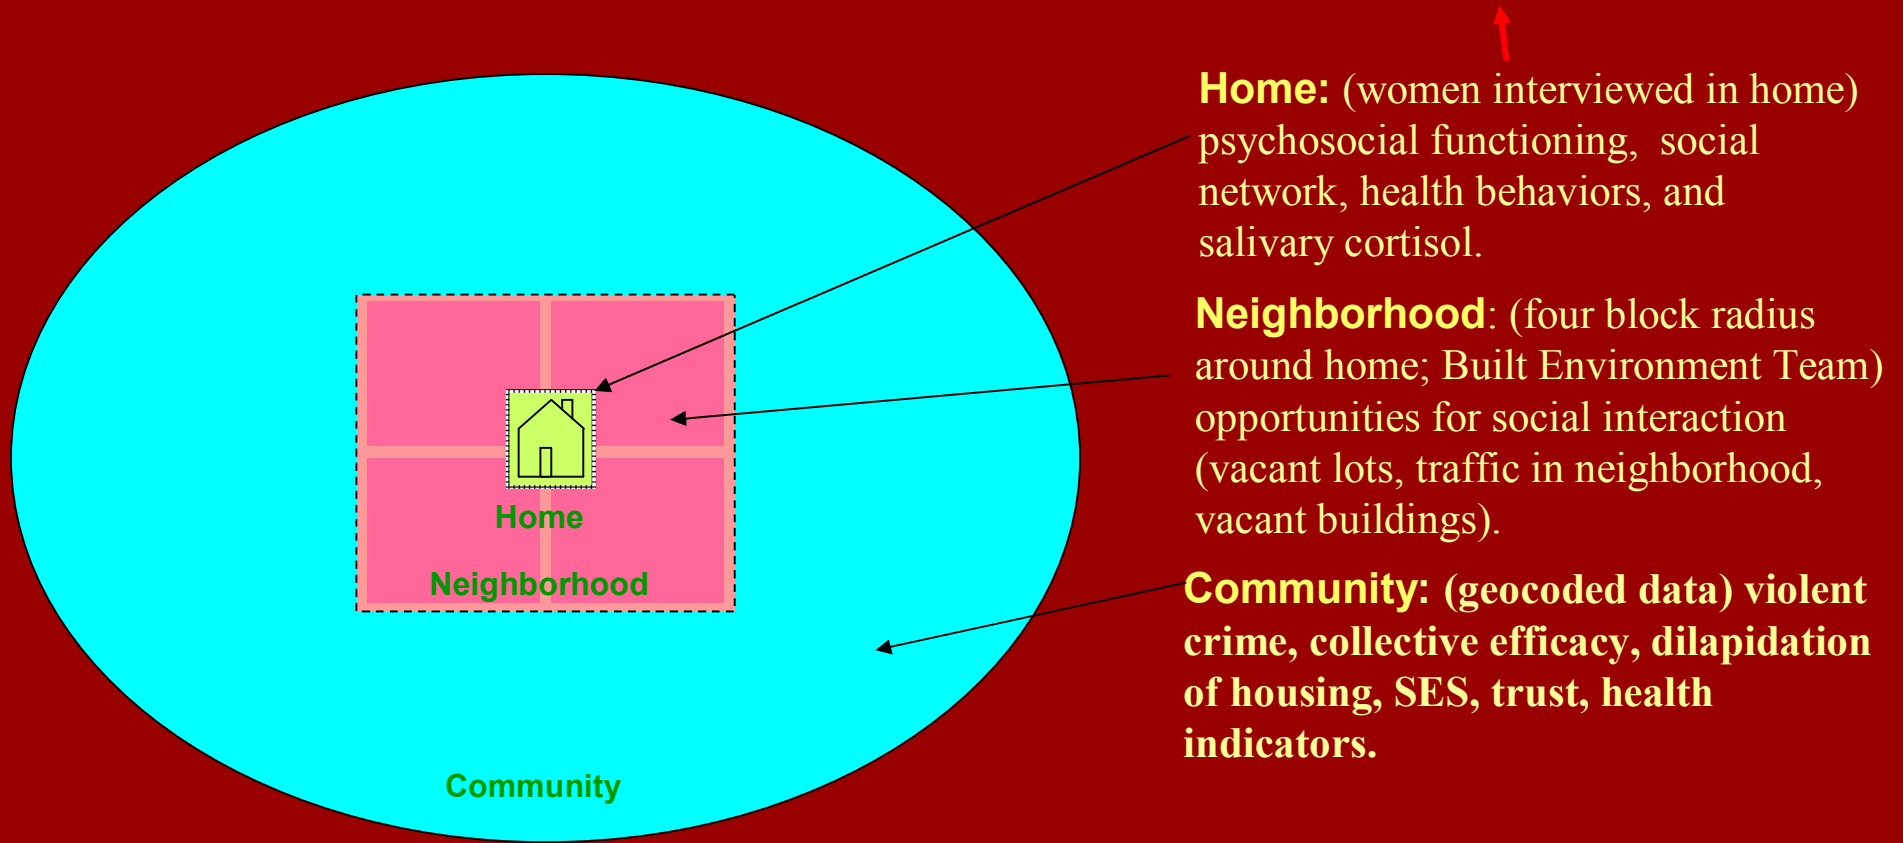 Home: (women interviewed in home)
psychosocial functioning,  social
network, health behaviors, and
salivary cortisol.
Neighborhood: (four block radius
around home; Built Environment Team)
opportunities for social interaction
(vacant lots, traffic in neighborhood,
vacant buildings).
Community: (geocoded data) violent
crime, collective efficacy, dilapidation
of housing, SES, trust, health
indicators.
Home
Neighborhood
Community